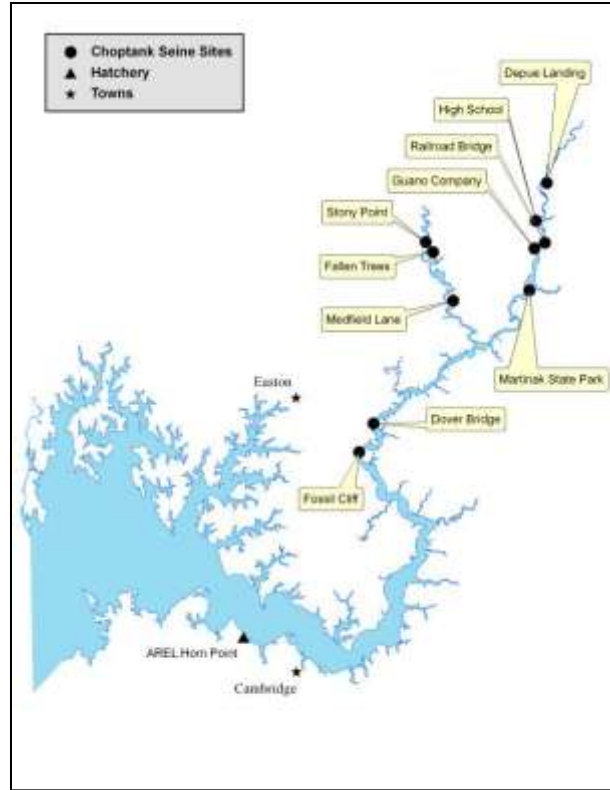 Choptank Seine Sites
Hatchery
Towns
Depue Landing
High School
Railroad Bridge
Guano Company
Stony Point
Fallen Trees
Medfield Lane
Martinak State Park
Easton
Dover Bridge
Fossil Cliff
AREL Horn Point
Cambridge